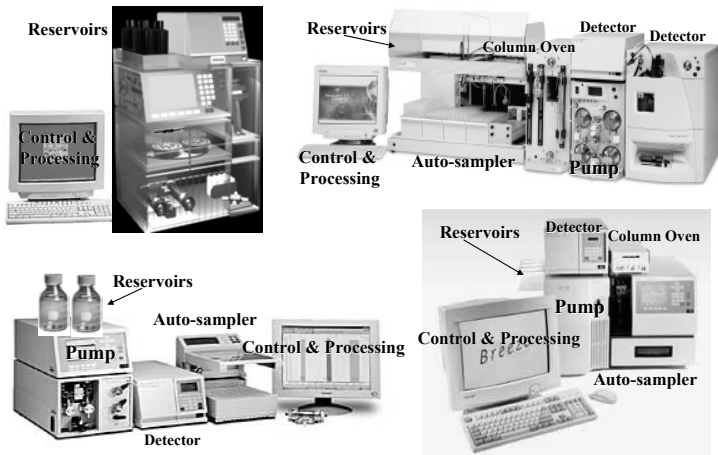 Reservoirs
Control &
Processing
Reservoirs
Column Oven
Detector
Detector
Control &
Processing
Auto-sampler
Pump
Reservoirs
Pump
Auto-sampler
Control & Processing
Detector
Reservoirs
Detector
Column Oven
Pump
Control & Processing
Breeze
Auto-sampler